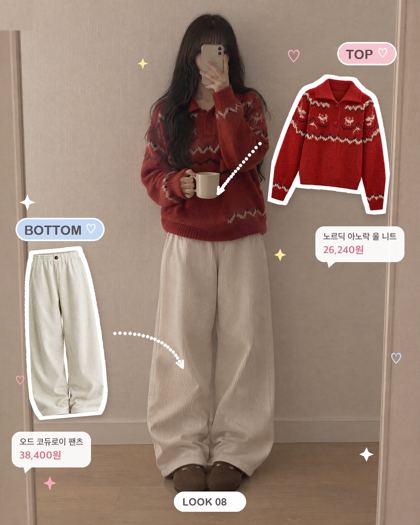 TOP ♡
노르딕 아노락 울 니트
26,240원
BOTTOM ♡
오드 코듀로이 팬츠
38,400원
LOOK 08